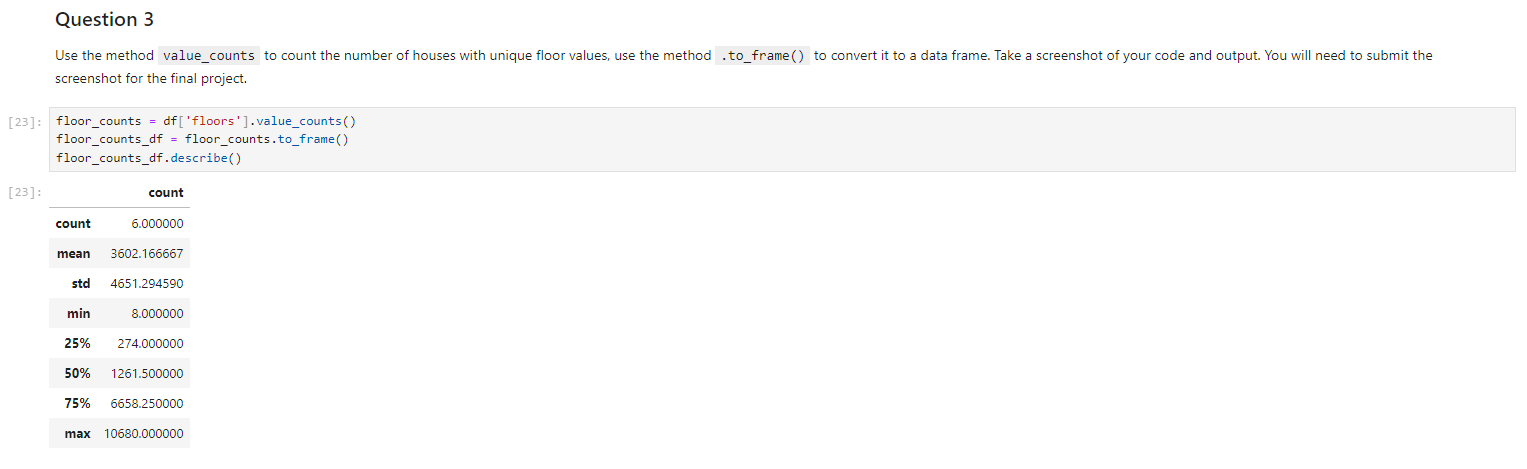 Question 3
Use the method value_counts to count the number of houses with unique floor values, use the method .to_frame() to convert it to a data frame. Take a screenshot of your code and output. You will need to submit the
screenshot for the final project.
[23]: floor_counts = df['floors'].value_counts()
floor_counts_df = floor_counts.to_frame()
floor_counts_df.describe()
[23]: count
count 6.000000
mean 3602.166667
std 4651.294590
min 8.000000
25% 274.000000
50% 1261.500000
75% 6658.250000
max 10680.000000